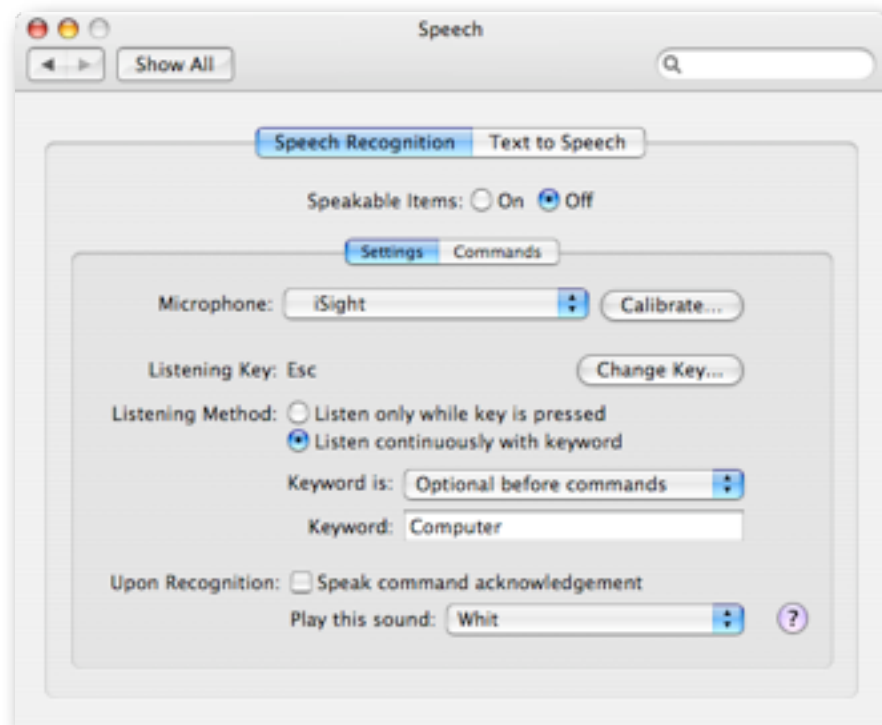 Speech
Show All
Speech Recognition Text to Speech
Speakable Items: On Off
Settings Commands
Microphone: iSight Calibrate...
Listening Key: Esc Change Key...
Listening Method: Listen only while key is pressed
Listen continuously with keyword
Keyword is: Optional before commands
Keyword: Computer
Upon Recognition: Speak command acknowledgement
Play this sound: Whit ?